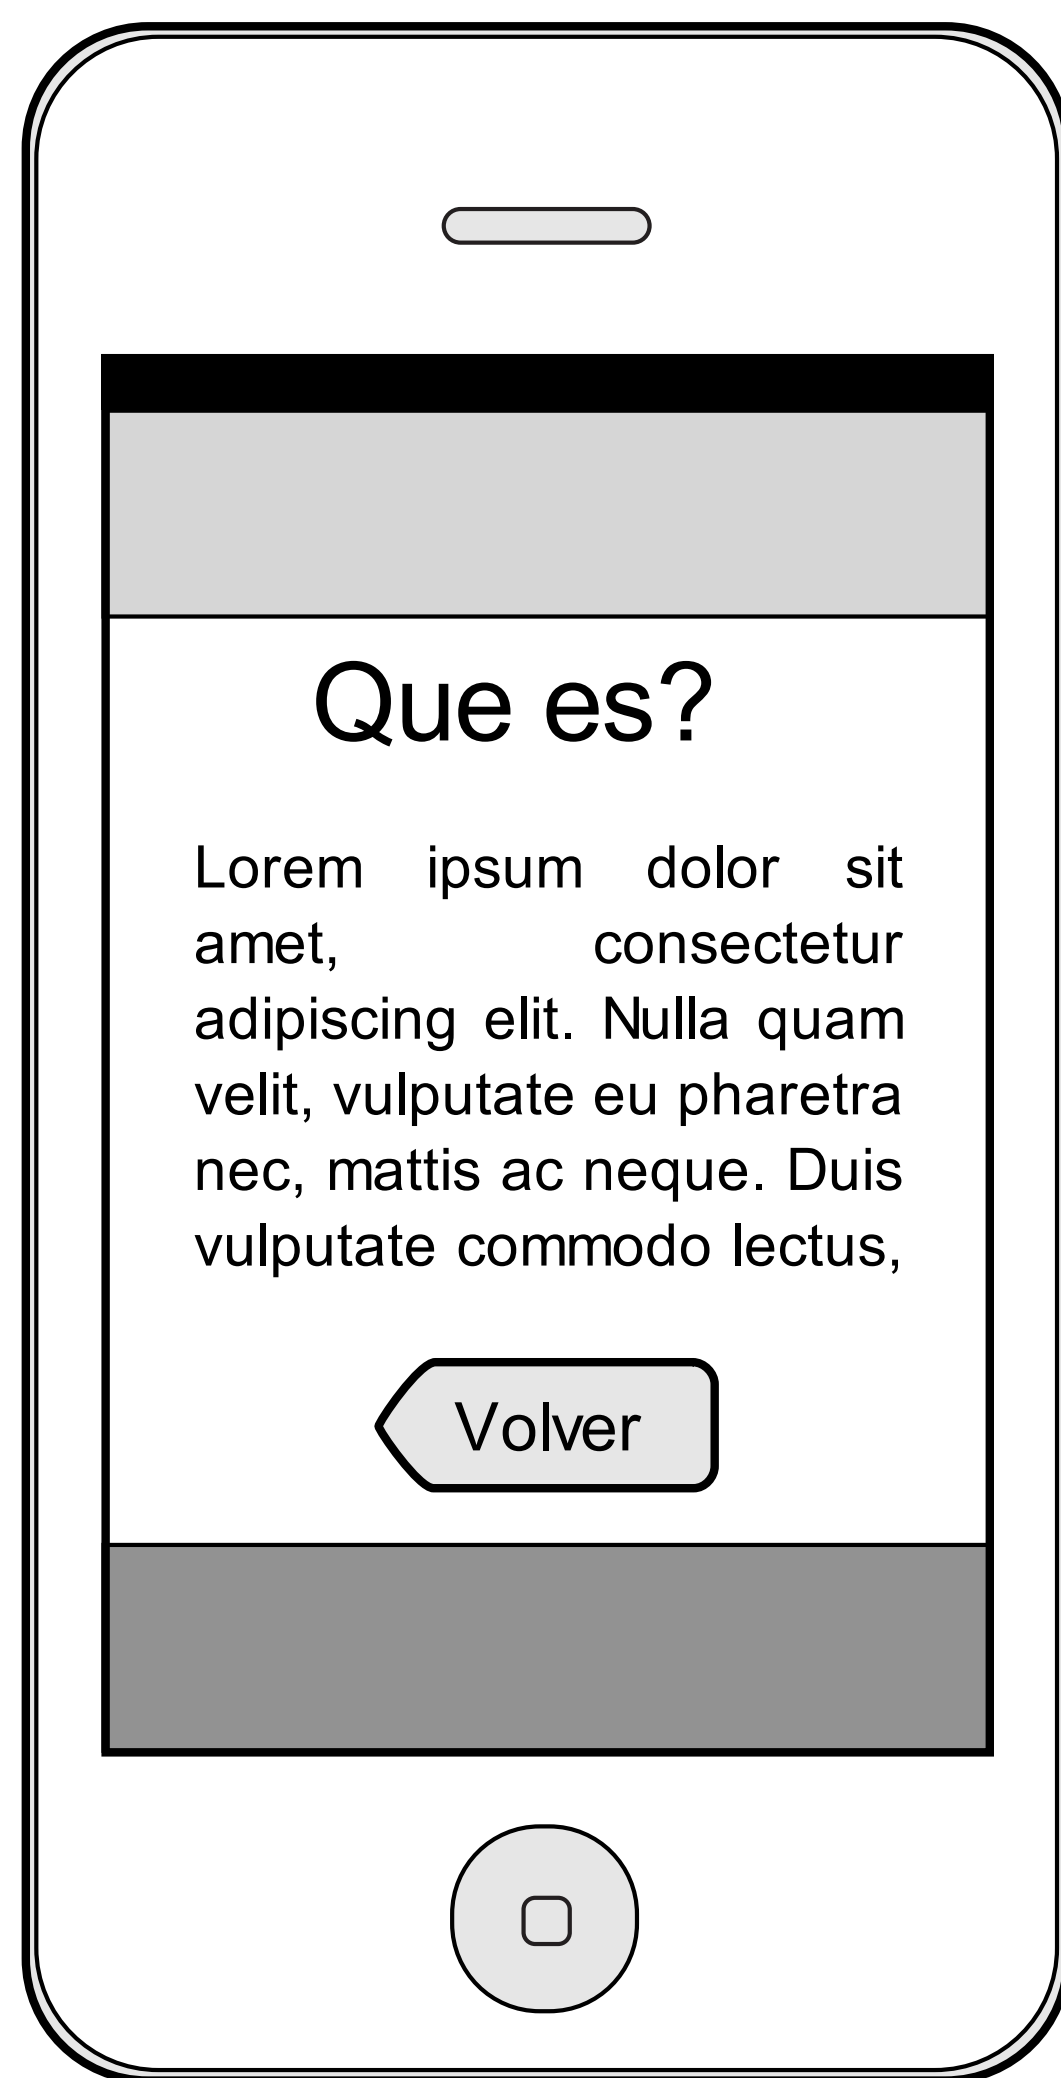 Que es?
Lorem ipsum dolor sit
amet, consectetur
adipiscing elit. Nulla quam
velit, vulputate eu pharetra
nec, mattis ac neque. Duis
vulputate commodo lectus,
Volver